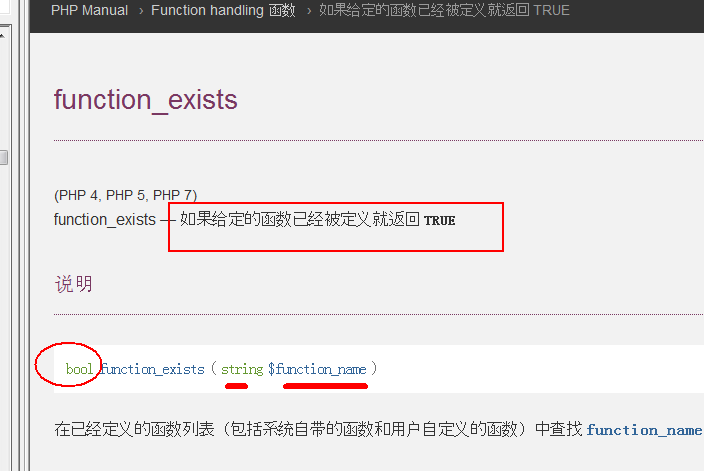 PHP Manual › Function handling 函数 › 如果给定的函数已经被定义就返回 TRUE
function_exists
(PHP 4, PHP 5, PHP 7)
function_exists — 如果给定的函数已经被定义就返回 TRUE
说明
bool function_exists ( string $function_name )
在已经定义的函数列表（包括系统自带的函数和用户自定义的函数）中查找 function_name